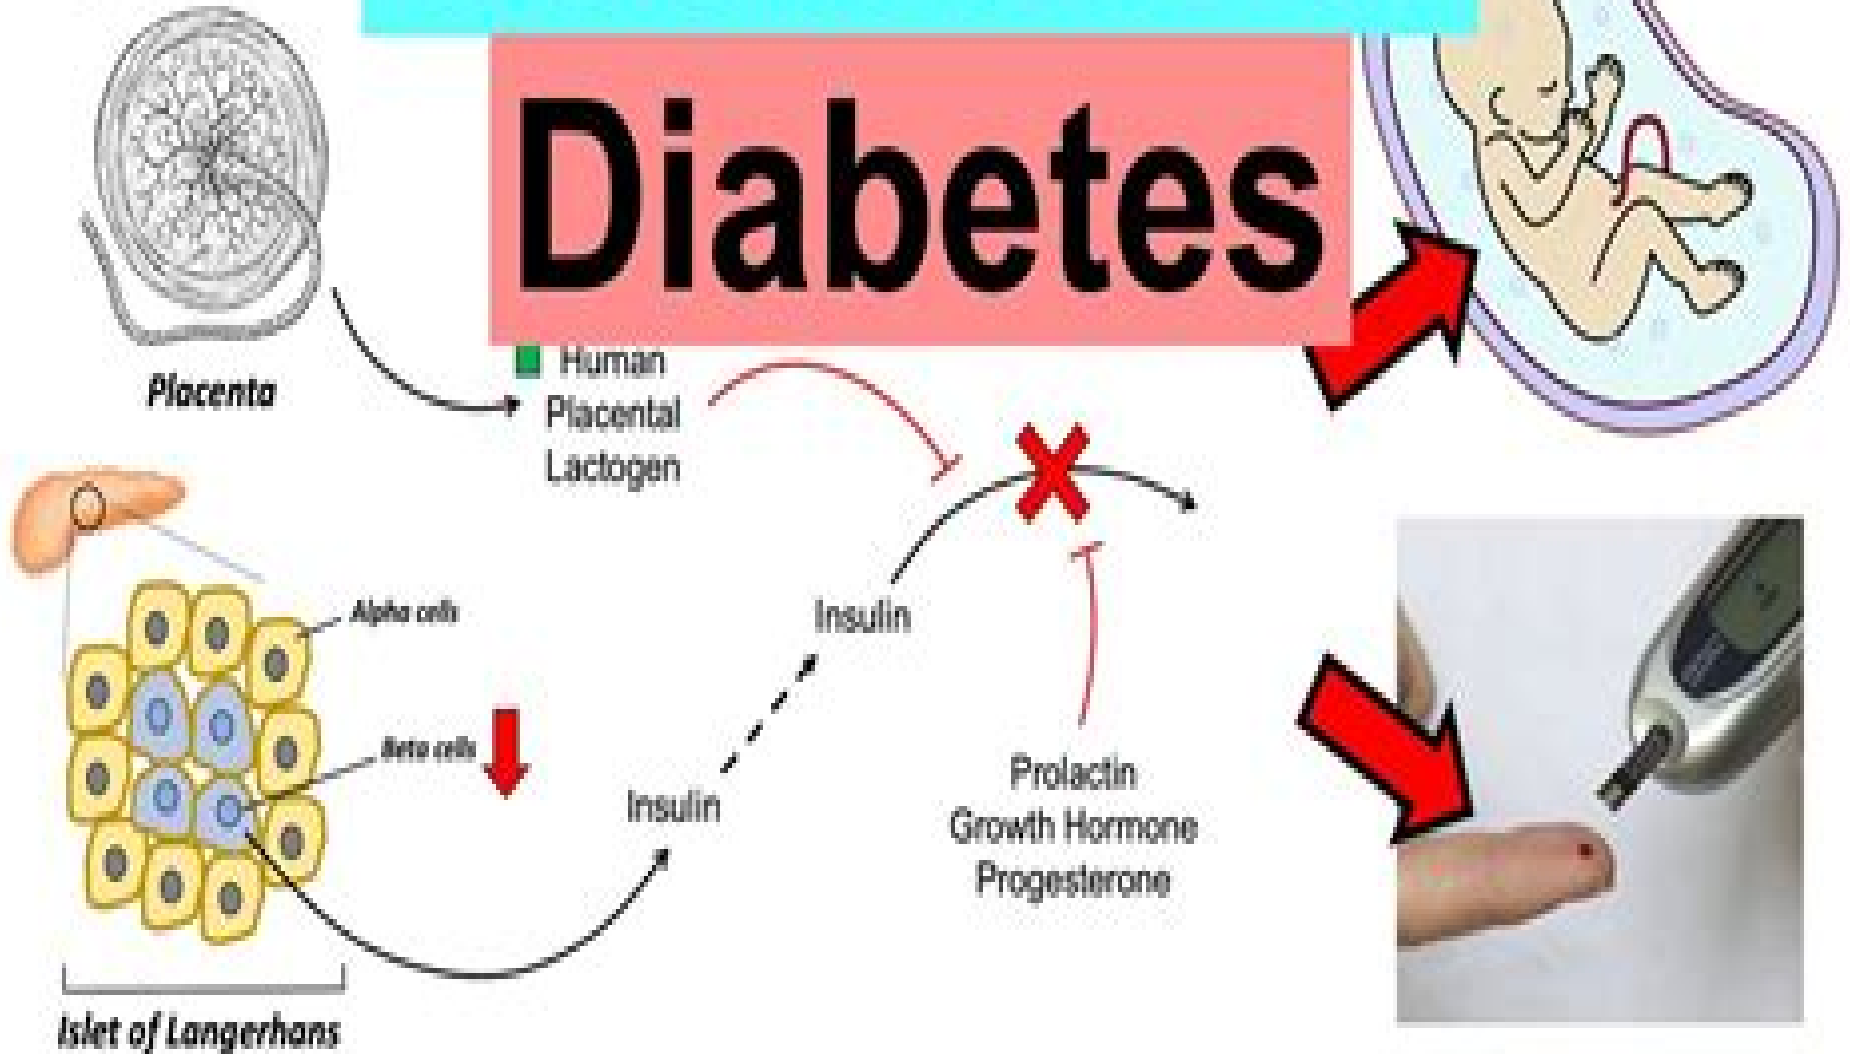 Diabetes
Human
Placental
Lactogen
Placenta
Alpha cells
Insulin
Beta cells
Insulin
Prolactin
Growth Hormone
Progesterone
Islet of Langerhans